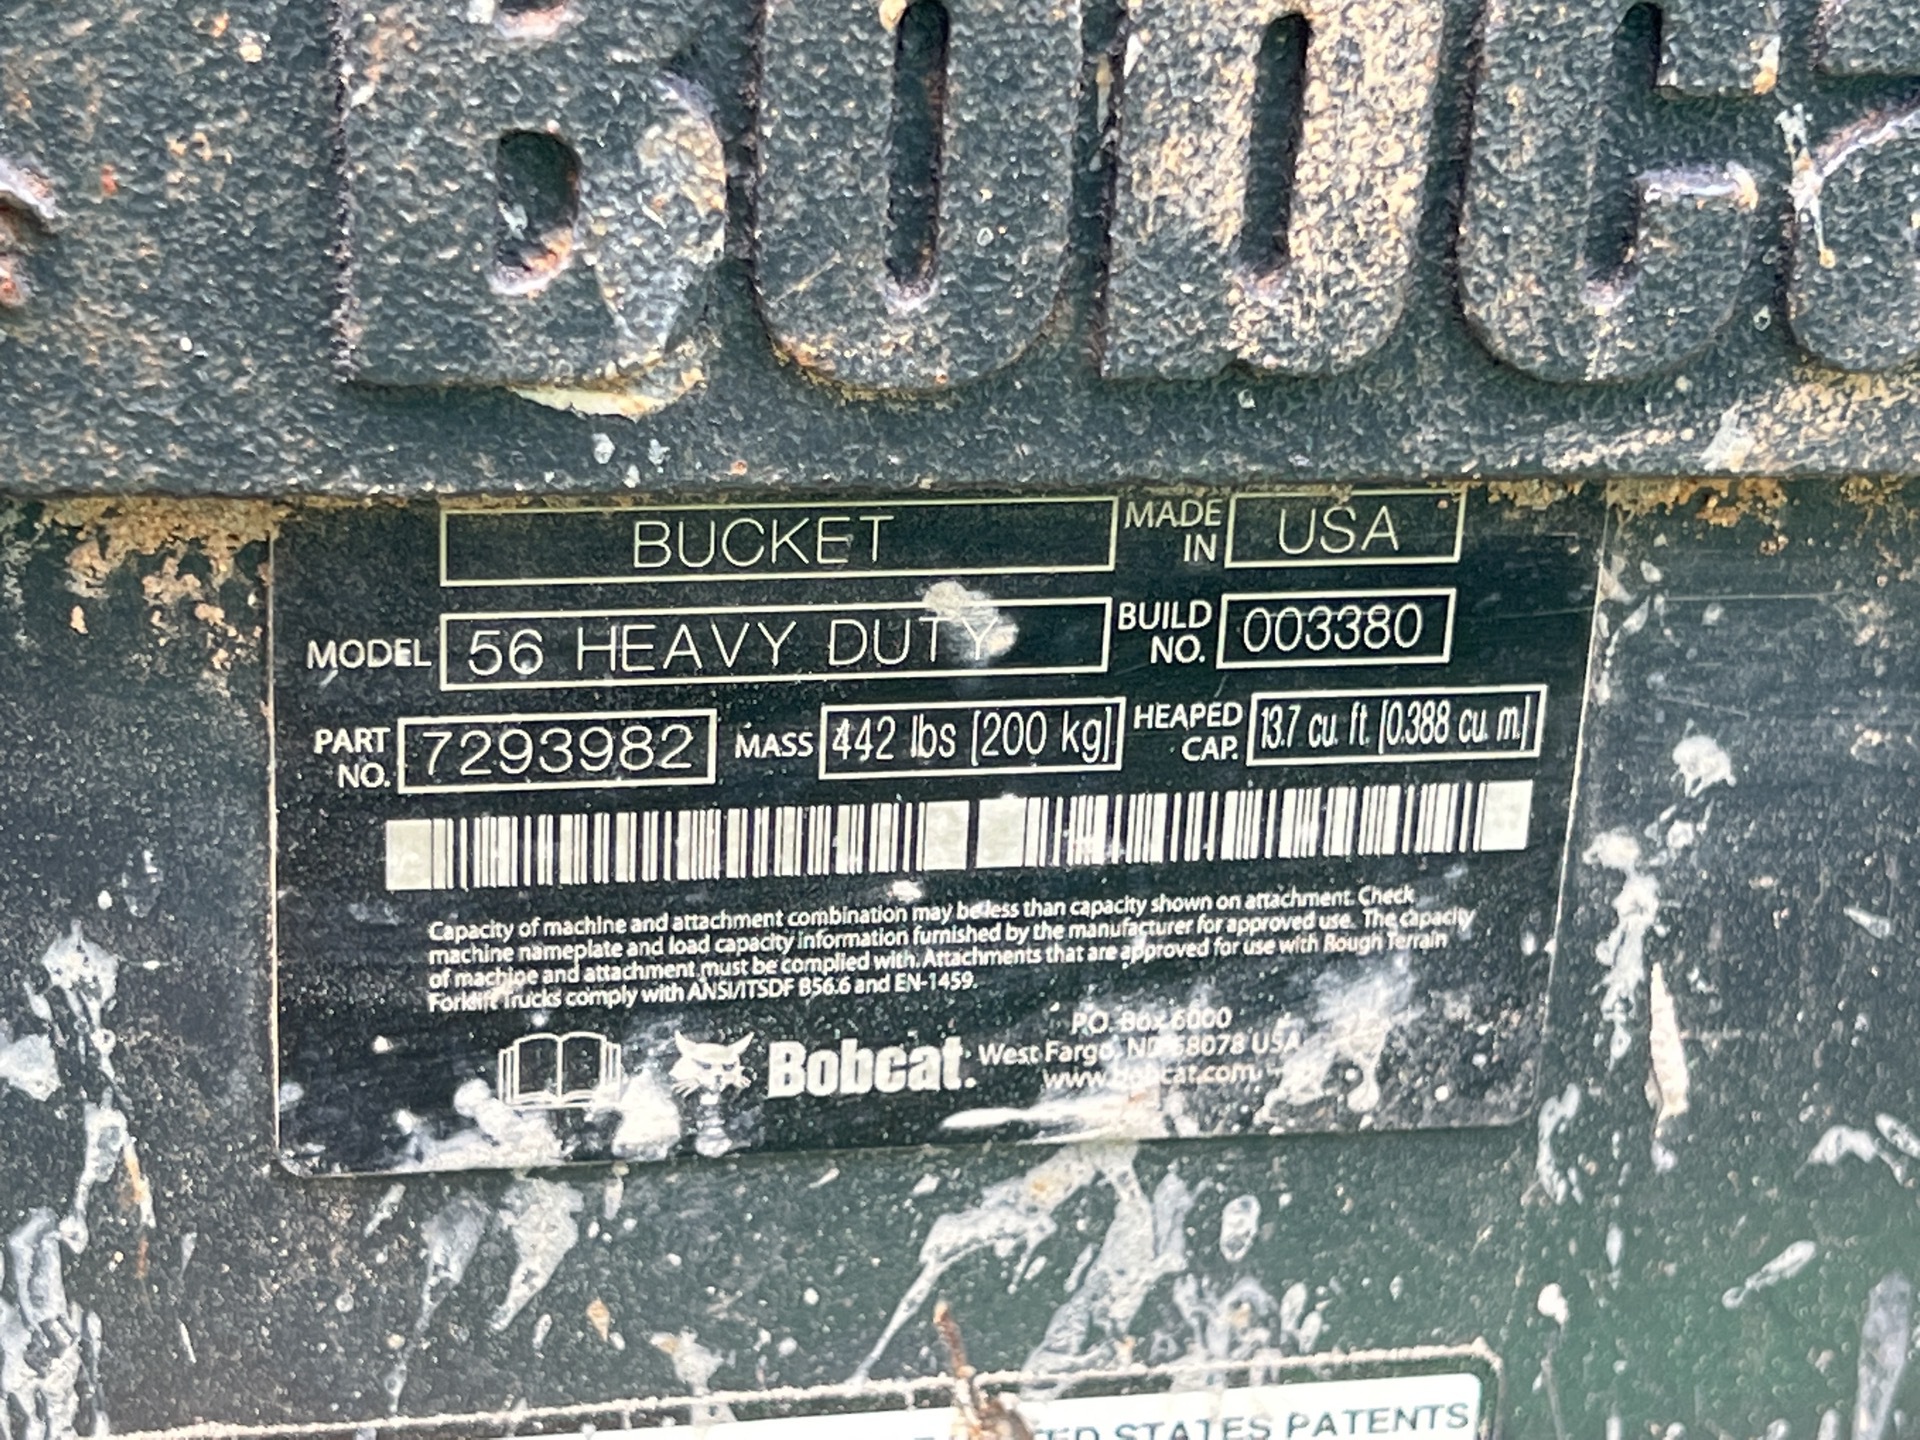 BOBC
BUCKET MADE IN USA
MODEL 56 HEAVY DUTY BUILD NO. 003380
PART NO. 7293982 MASS 442 lbs [200 kg] HEAPED CAP. 13.7 cu. ft. [0.388 cu. m.]
Capacity of machine and attachment combination may be less than capacity shown on attachment. Check
machine nameplate and load capacity information furnished by the manufacturer for approved use. The capacity
of machine and attachment must be complied with. Attachments that are approved for use with Rough Terrain
Forklift Trucks comply with ANSI/ITSDF B56.6 and EN-1459.
P.O. Box 6000
Bobcat. West Fargo, ND 58078 USA
www.bobcat.com
STATES PATENTS